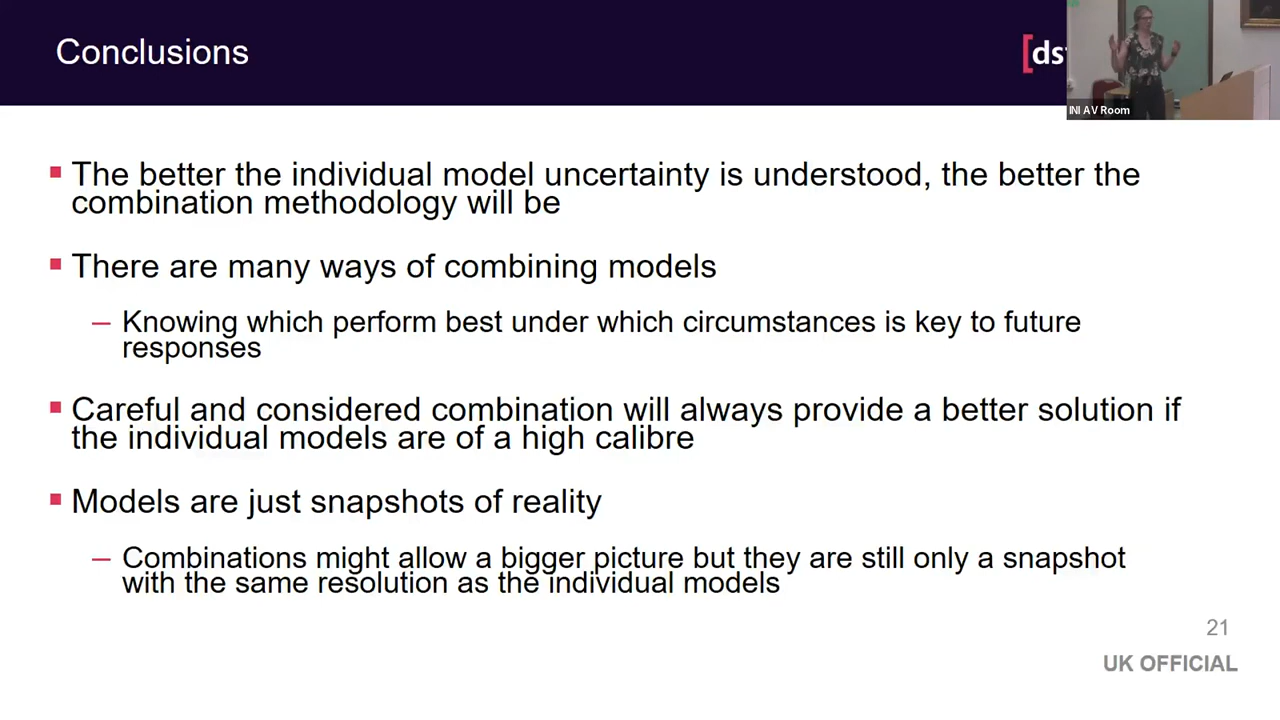 Conclusions
[ds
INI AV Room
The better the individual model uncertainty is understood, the better the
combination methodology will be
There are many ways of combining models
– Knowing which perform best under which circumstances is key to future
responses
Careful and considered combination will always provide a better solution if
the individual models are of a high calibre
Models are just snapshots of reality
– Combinations might allow a bigger picture but they are still only a snapshot
with the same resolution as the individual models
21
UK OFFICIAL